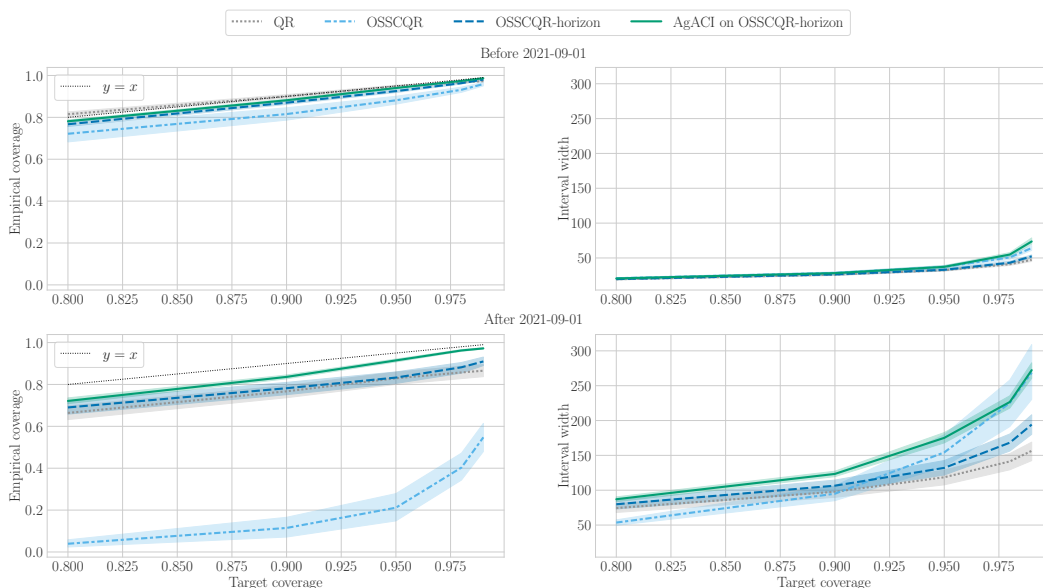 QR OSSCQR OSSCQR-horizon AgACI on OSSCQR-horizon
Before 2021-09-01
y = x
Empirical coverage
1.0
0.8
0.6
0.4
0.2
0.0
0.800 0.825 0.850 0.875 0.900 0.925 0.950 0.975
Interval width
300
250
200
150
100
50
0.800 0.825 0.850 0.875 0.900 0.925 0.950 0.975
After 2021-09-01
y = x
Empirical coverage
1.0
0.8
0.6
0.4
0.2
0.0
0.800 0.825 0.850 0.875 0.900 0.925 0.950 0.975
Target coverage
Interval width
300
250
200
150
100
50
0.800 0.825 0.850 0.875 0.900 0.925 0.950 0.975
Target coverage